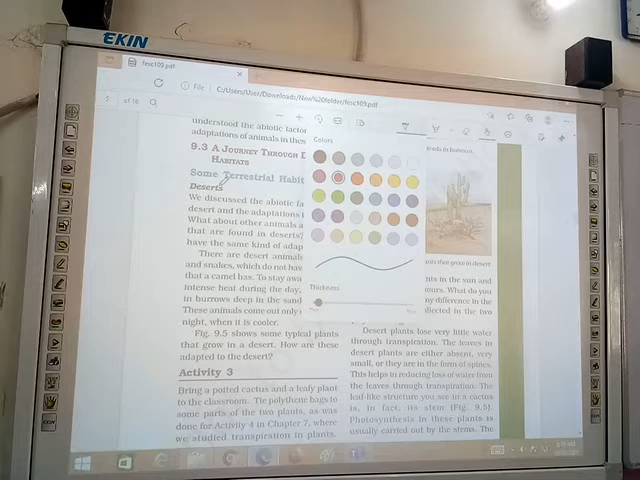 EKIN
fesc109.pdf
File C:/Users/User/Downloads/New%20folder/fesc109.pdf
5 of 16
understood the abiotic factor
adaptations of animals in thes
9.3 A JOURNEY THROUGH D
HABITATS
Some Terrestrial Habit
Deserts
We discussed the abiotic fa
desert and the adaptations t
What about other animals a
that are found in deserts?
have the same kind of adap
There are desert animals
and snakes, which do not hav
that a camel has. To stay awa
intense heat during the day,
in burrows deep in the sand
These animals come out only
night, when it is cooler.
Fig. 9.5 shows some typical plants
that grow in a desert. How are these
adapted to the desert?
Activity 3
Bring a potted cactus and a leafy plant
to the classroom. Tie polythene bags to
some parts of the two plants, as was
done for Activity 4 in Chapter 7, where
we studied transpiration in plants.
Colors
Thickness
in burrows
that grow in desert
nts in the sun and
ours. What do you
ny difference in the
llected in the two
Desert plants lose very little water
through transpiration. The leaves in
desert plants are either absent, very
small, or they are in the form of spines.
This helps in reducing loss of water from
the leaves through transpiration. The
leaf-like structure you see in a cactus
is, in fact, its stem (Fig. 9.5).
Photosynthesis in these plants is
usually carried out by the stems. The